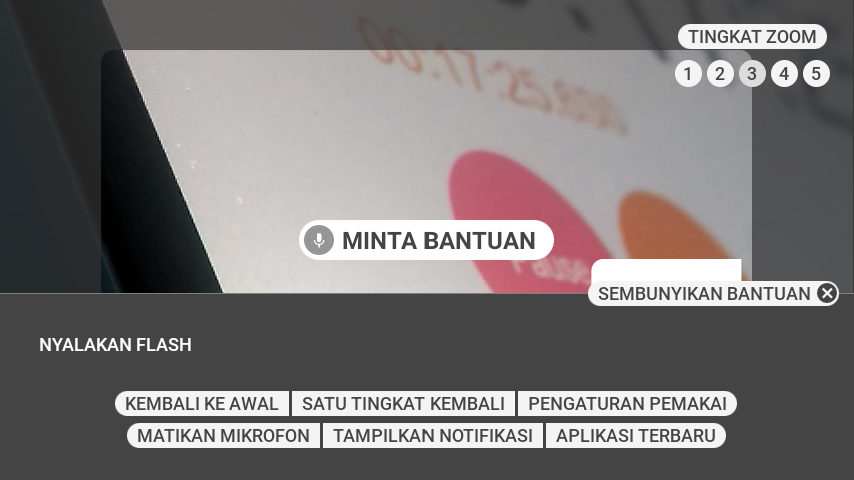 TINGKAT ZOOM
1 2 3 4 5
00:17:25
MINTA BANTUAN
Pause
SEMBUNYIKAN BANTUAN
NYALAKAN FLASH
KEMBALI KE AWAL
SATU TINGKAT KEMBALI
PENGATURAN PEMAKAI
MATIKAN MIKROFON
TAMPILKAN NOTIFIKASI
APLIKASI TERBARU